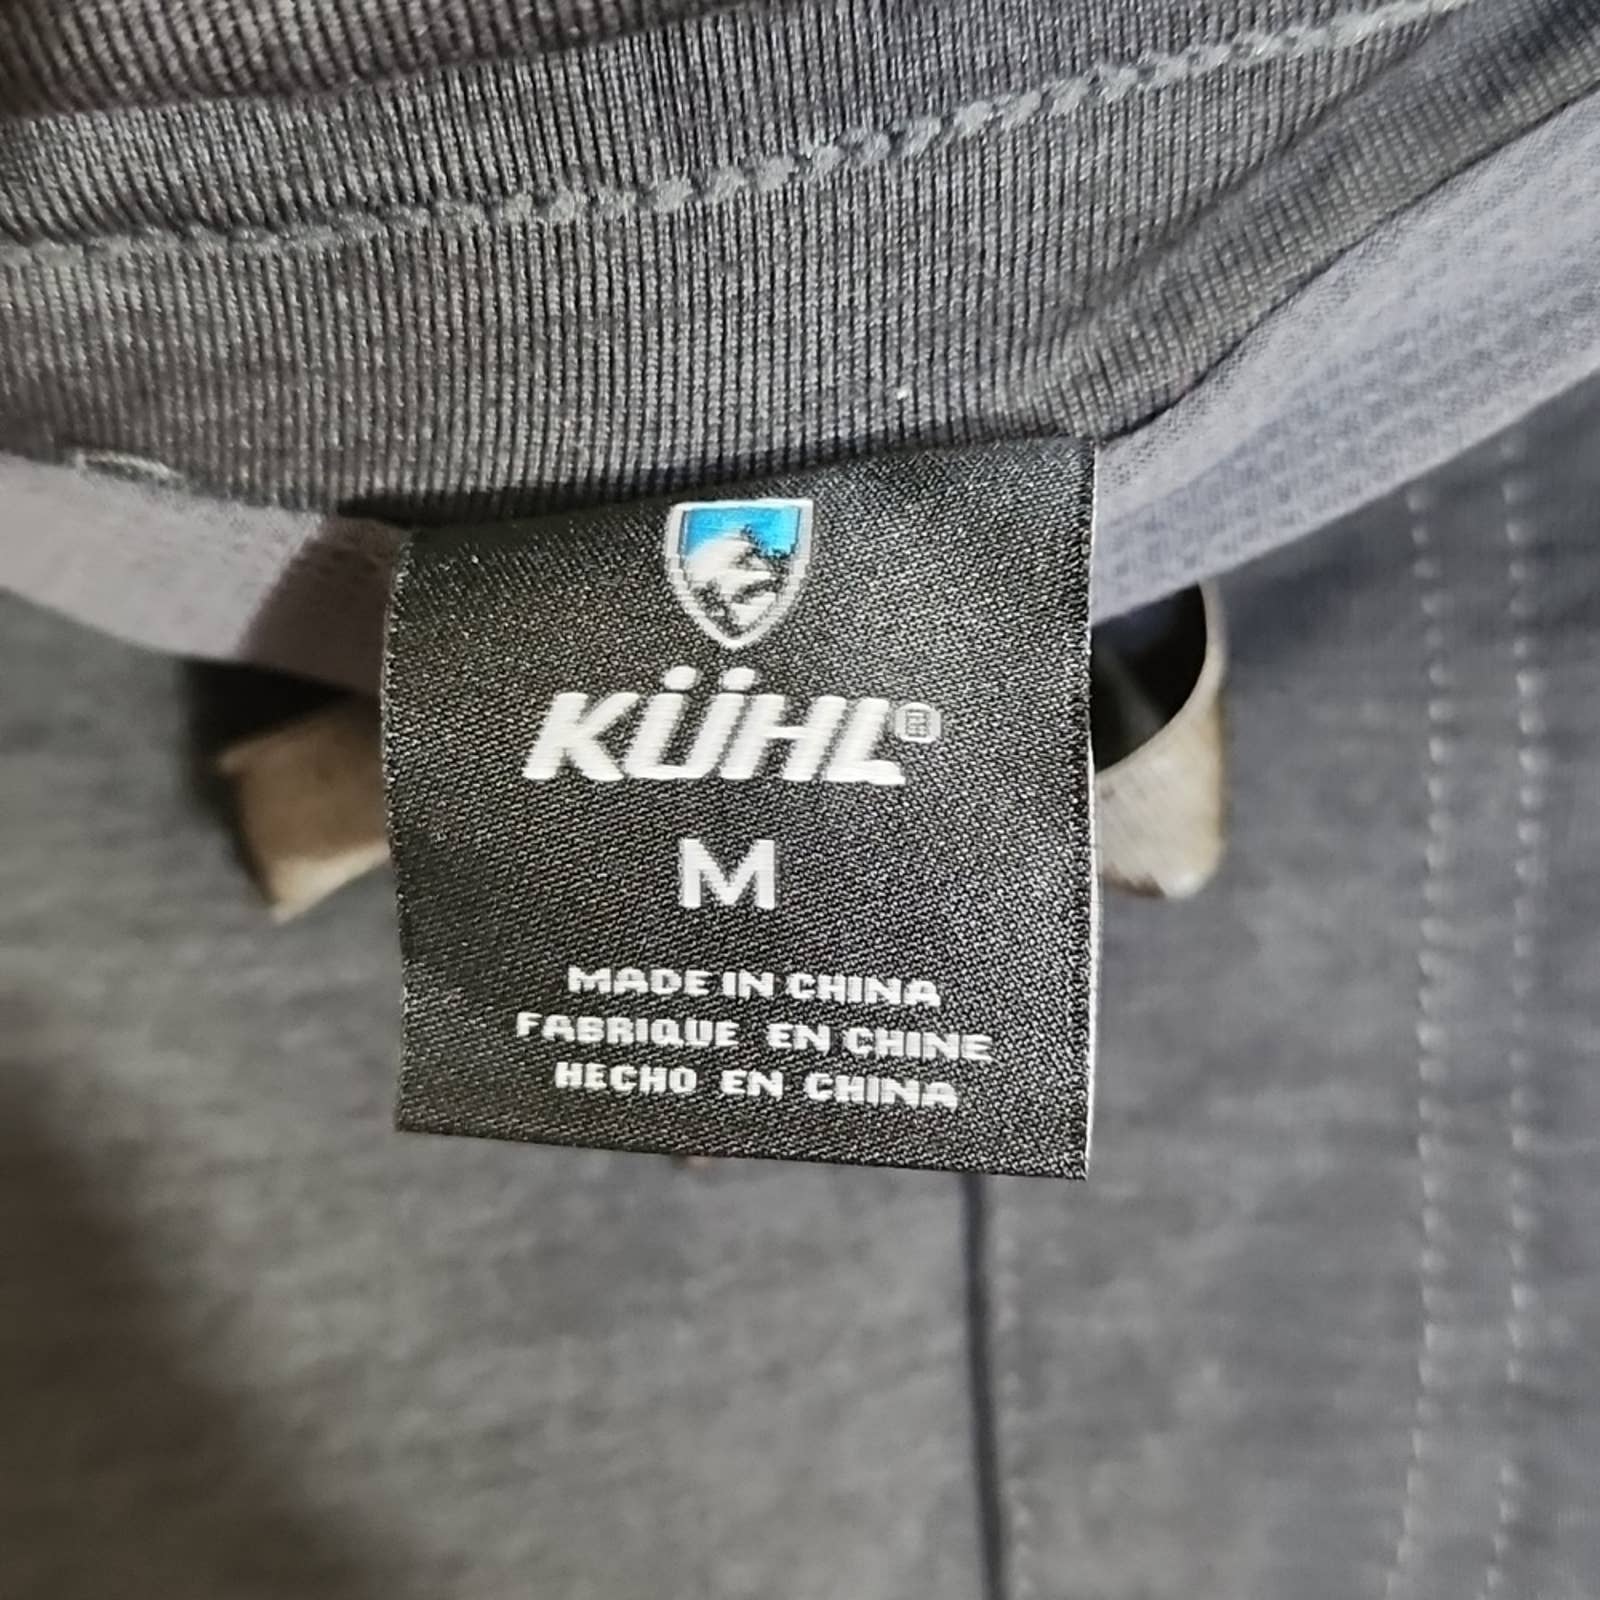 KÜHL®
M
MADE IN CHINA
FABRIQUE EN CHINE
HECHO EN CHINA